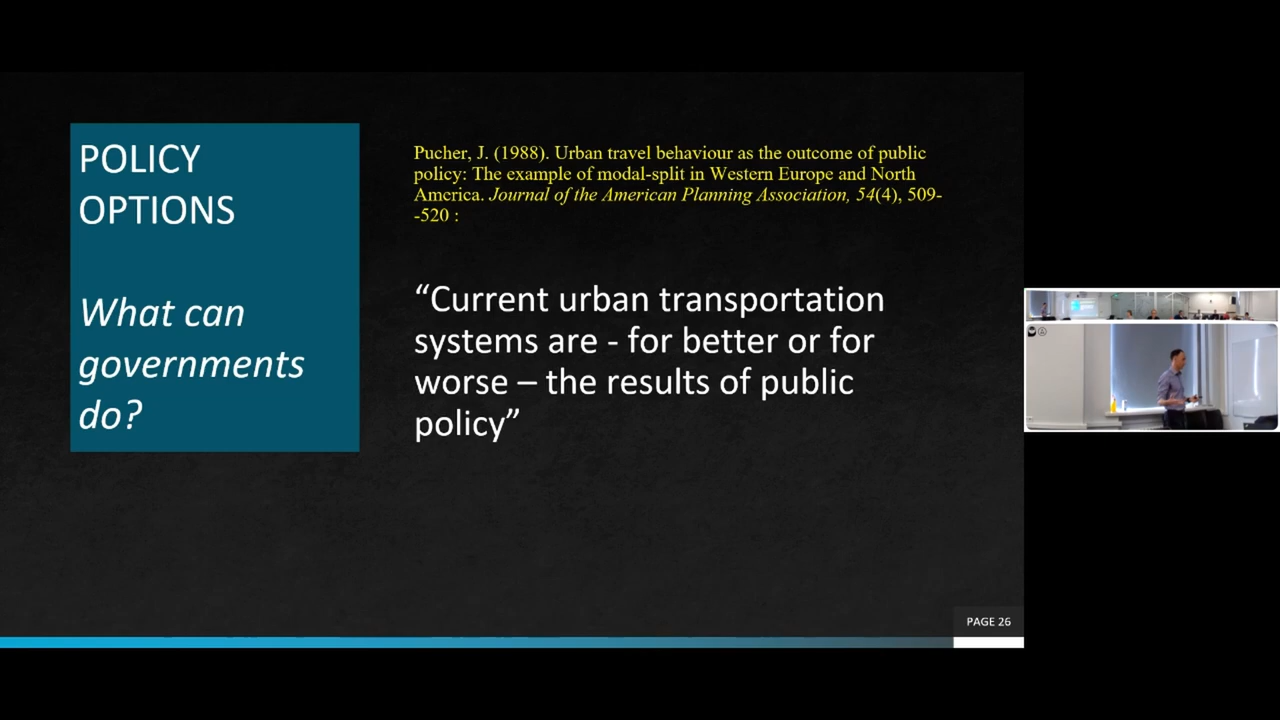 POLICY
OPTIONS
What can
governments
do?
Pucher, J. (1988). Urban travel behaviour as the outcome of public
policy: The example of modal-split in Western Europe and North
America. Journal of the American Planning Association, 54(4), 509-
-520 :
“Current urban transportation
systems are - for better or for
worse – the results of public
policy”
PAGE 26